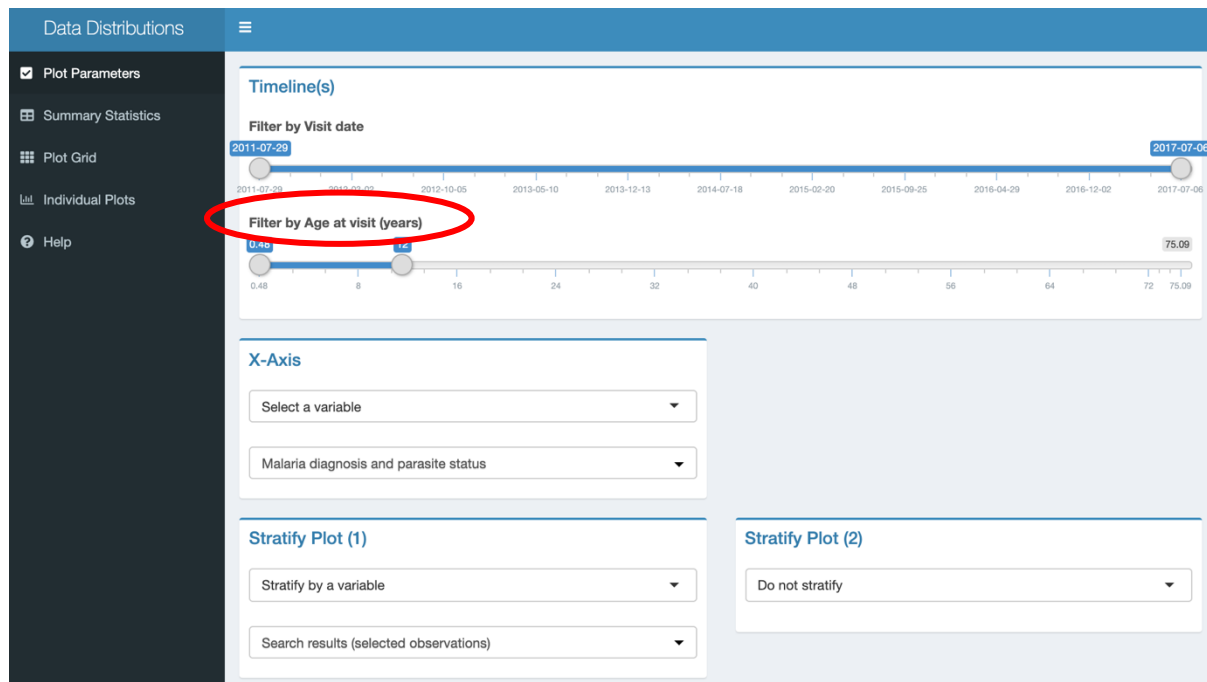 Data Distributions
Plot Parameters
Summary Statistics
Plot Grid
Individual Plots
Help
Timeline(s)
Filter by Visit date
2011-07-29 2017-07-06
2011-07-29 2012-03-02 2012-10-05 2013-05-10 2013-12-13 2014-07-18 2015-02-20 2015-09-25 2016-04-29 2016-12-02 2017-07-06
Filter by Age at visit (years)
0.48 12 75.09
0.48 8 16 24 32 40 48 56 64 72 75.09
X-Axis
Select a variable
Malaria diagnosis and parasite status
Stratify Plot (1)
Stratify by a variable
Search results (selected observations)
Stratify Plot (2)
Do not stratify